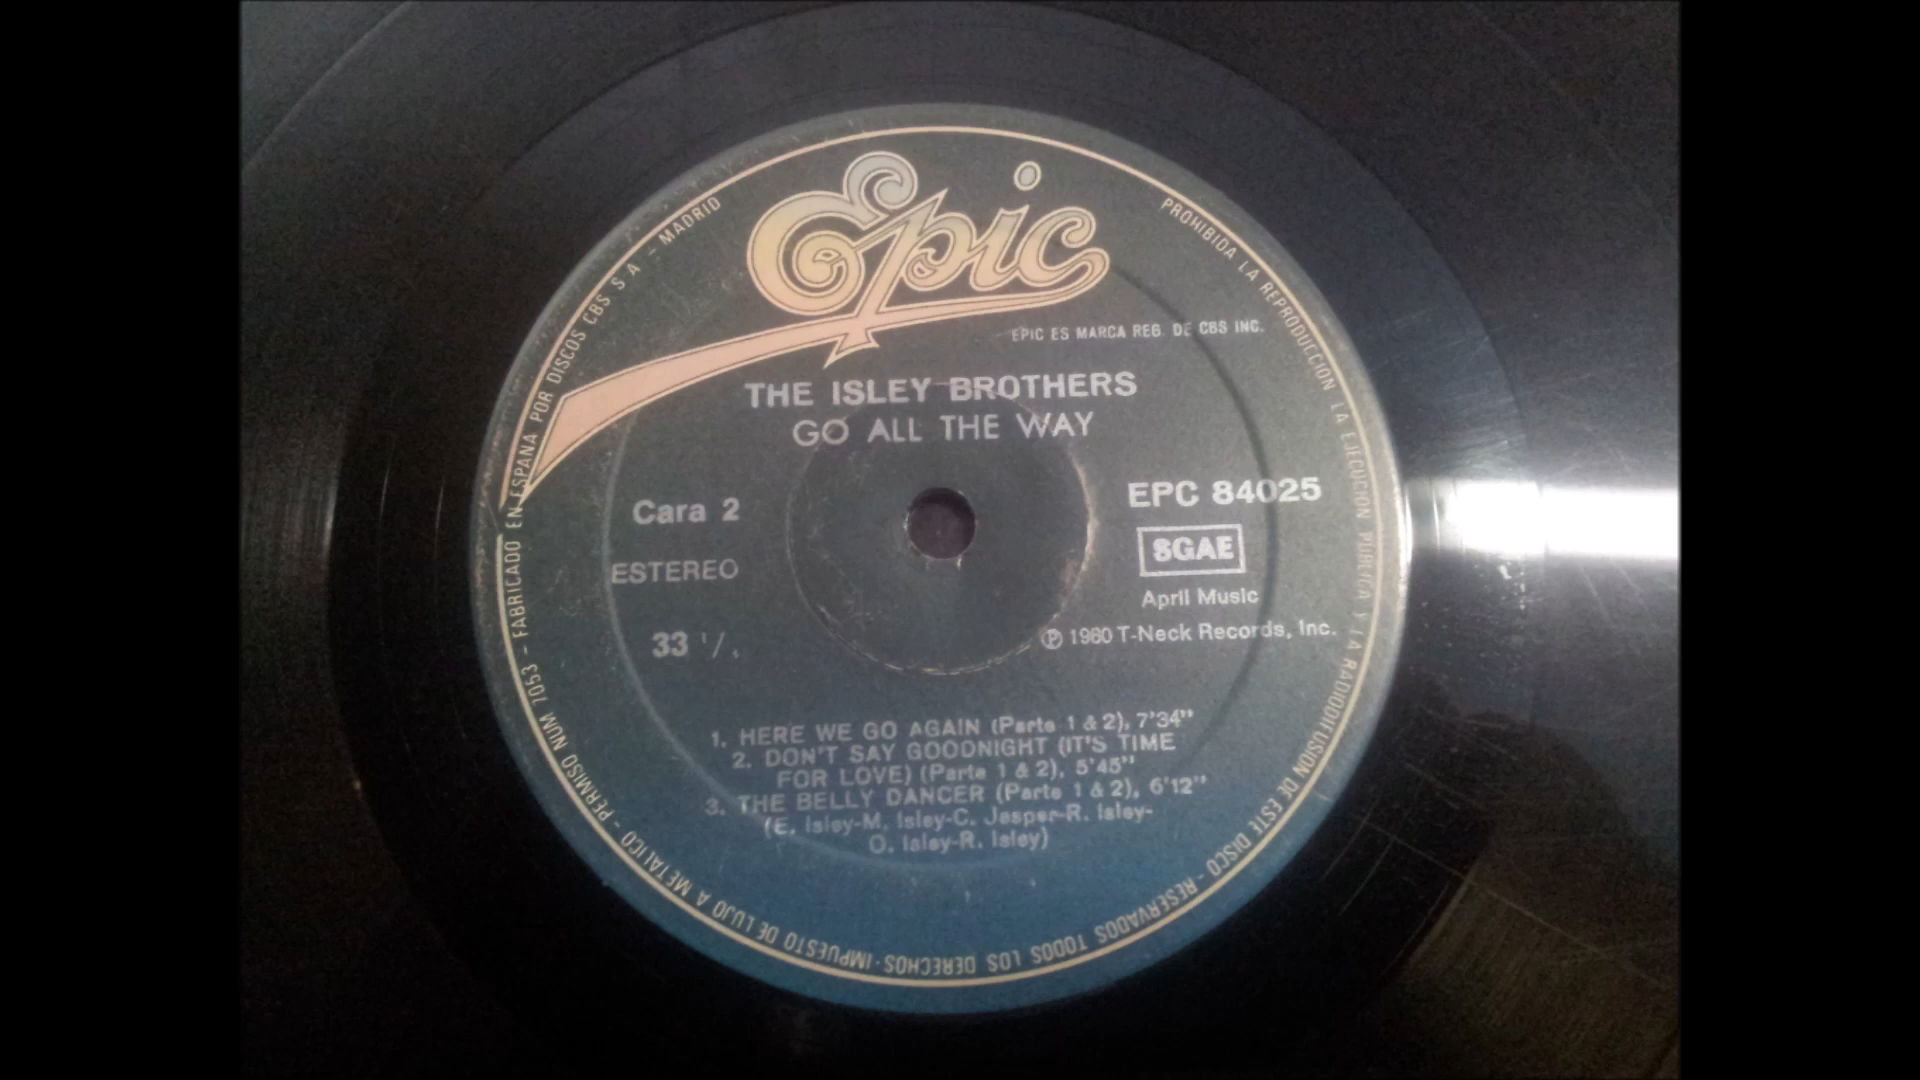 Epic
EPIC ES MARCA REG. DE CBS INC.
THE ISLEY BROTHERS
GO ALL THE WAY
Cara 2
ESTEREO
33
EPC 84025
SGAE
April Music
℗ 1980 T-Neck Records, Inc.
1. HERE WE GO AGAIN (Parte 1 & 2), 7'34"
2. DON'T SAY GOODNIGHT (IT'S TIME
FOR LOVE) (Parte 1 & 2), 5'45"
3. THE BELLY DANCER (Parte 1 & 2), 6'12"
(E. Isley-M. Isley-C. Jasper-R. Isley-
O. Isley-R. Isley)
PERMISO NUM 7053 - FABRICADO EN ESPAÑA POR DISCOS CBS S A - MADRID
PROHIBIDA LA REPRODUCCION LA EJECUCION PUBLICA Y LA RADIODIFUSION DE ESTE DISCO - RESERVADOS TODOS LOS DERECHOS - IMPUESTO DE LUJO A METALICO -